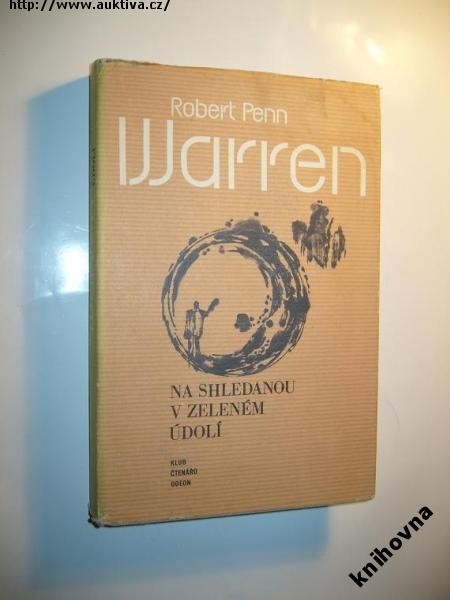 http://www.auktiva.cz/
Robert Penn
Warren
NA SHLEDANOU
V ZELENÉM
ÚDOLÍ
KLUB
ČTENÁŘŮ
ODEON
knihovna